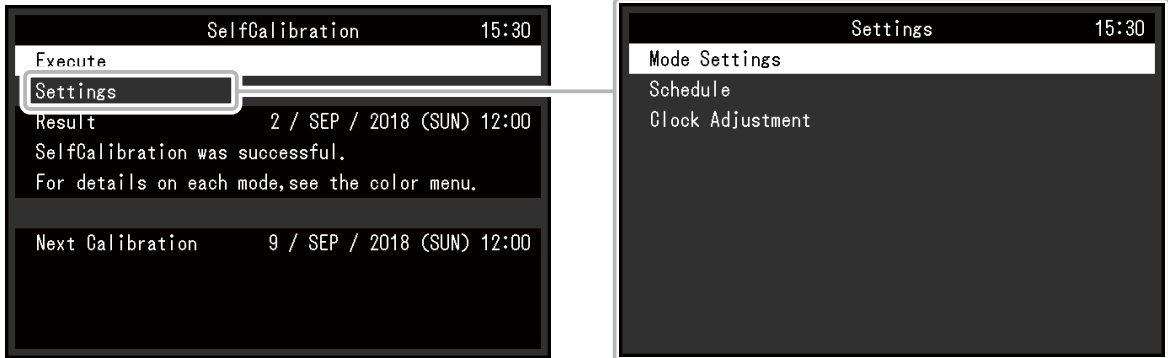 SelfCalibration 15:30
Execute
Settings
Result 2 / SEP / 2018 (SUN) 12:00
SelfCalibration was successful.
For details on each mode,see the color menu.
Next Calibration 9 / SEP / 2018 (SUN) 12:00
Settings 15:30
Mode Settings
Schedule
Clock Adjustment